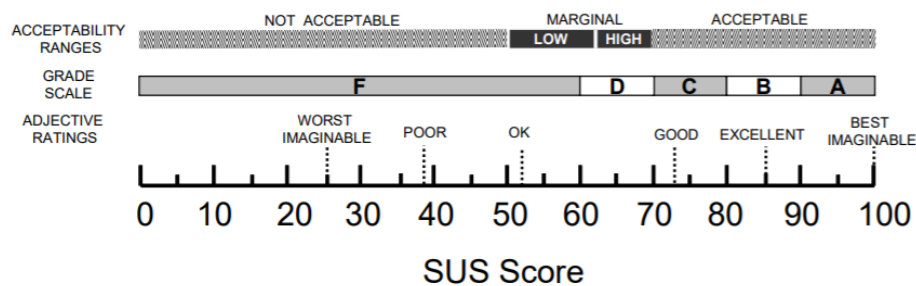 ACCEPTABILITY RANGES
NOT ACCEPTABLE
MARGINAL
ACCEPTABLE
LOW
HIGH
GRADE SCALE
F
D
C
B
A
ADJECTIVE RATINGS
WORST IMAGINABLE
POOR
OK
GOOD
EXCELLENT
BEST IMAGINABLE
0 10 20 30 40 50 60 70 80 90 100
SUS Score